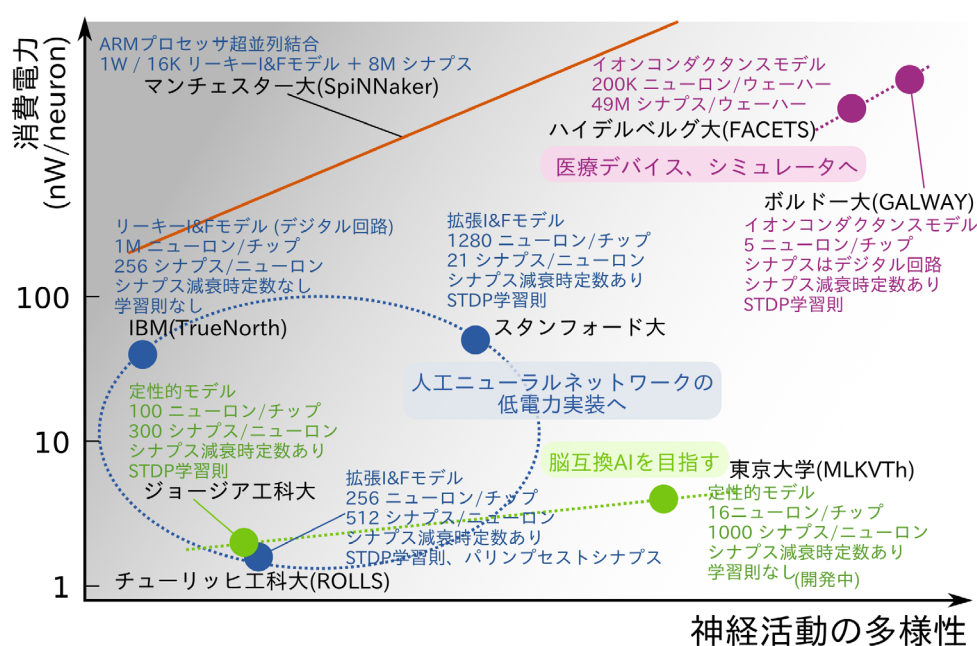 消費電力
(nW/neuron)
ARMプロセッサ超並列結合
1W / 16K リーキーI&Fモデル + 8M シナプス
マンチェスター大(SpiNNaker)
イオンコンダクタンスモデル
200K ニューロン/ウェーハー
49M シナプス/ウェーハー
ハイデルベルグ大(FACETS)
医療デバイス、シミュレータへ
ボルドー大(GALWAY)
イオンコンダクタンスモデル
5 ニューロン/チップ
シナプスはデジタル回路
シナプス減衰時定数あり
STDP学習則
リーキーI&Fモデル (デジタル回路)
1M ニューロン/チップ
256 シナプス/ニューロン
シナプス減衰時定数なし
学習則なし
IBM(TrueNorth)
拡張I&Fモデル
1280 ニューロン/チップ
21 シナプス/ニューロン
シナプス減衰時定数あり
STDP学習則
スタンフォード大
100
人工ニューラルネットワークの
低電力実装へ
定性的モデル
100 ニューロン/チップ
300 シナプス/ニューロン
シナプス減衰時定数あり
STDP学習則
ジョージア工科大
10
脳互換AIを目指す
東京大学(MLKVTh)
定性的モデル
16ニューロン/チップ
1000 シナプス/ニューロン
シナプス減衰時定数あり
学習則なし(開発中)
拡張I&Fモデル
256 ニューロン/チップ
512 シナプス/ニューロン
シナプス減衰時定数あり
STDP学習則、パリンプセストシナプス
チューリッヒ工科大(ROLLS)
1
神経活動の多様性